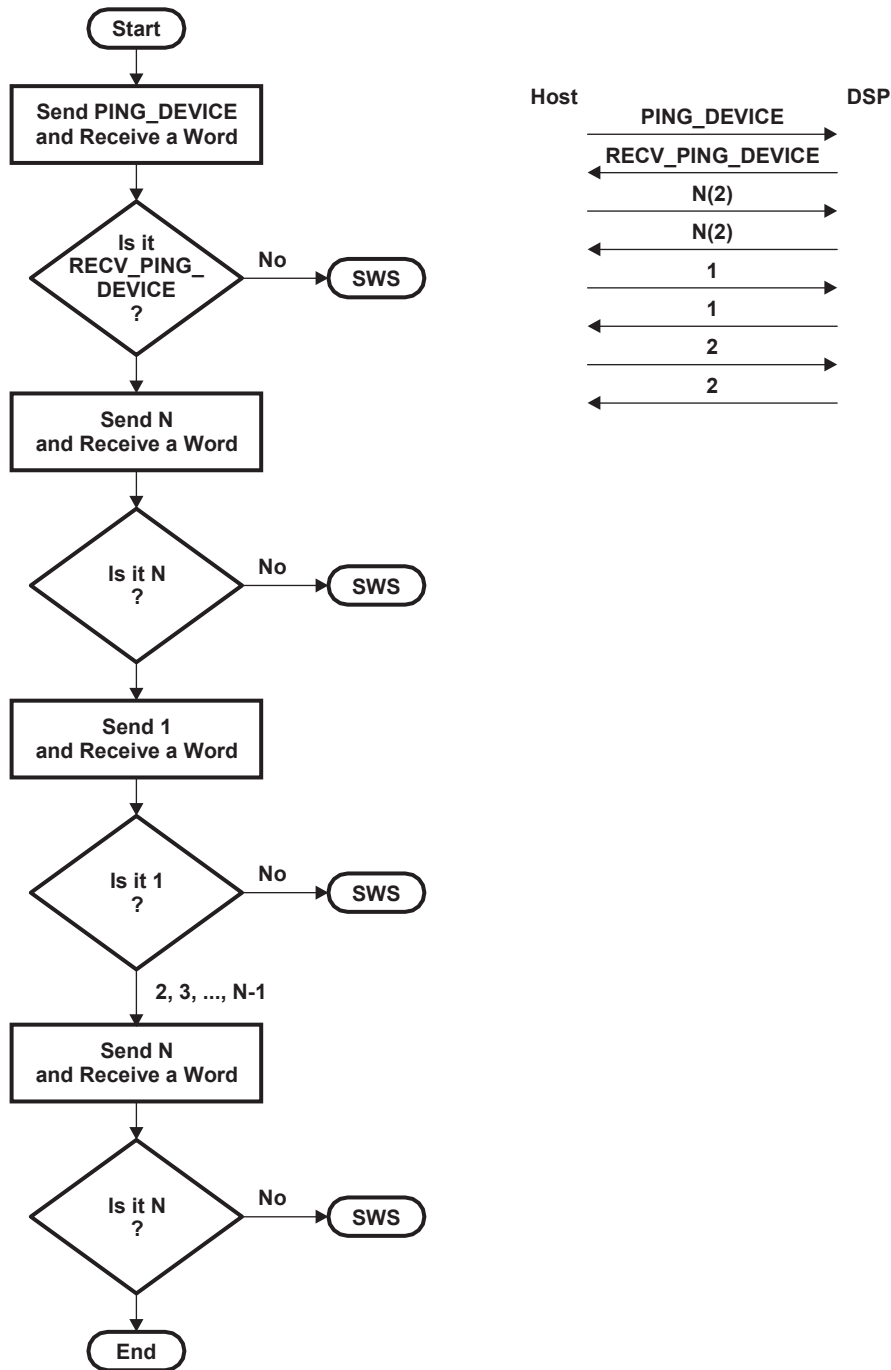 Start
Send PING_DEVICE
and Receive a Word
Is it
RECV_PING_
DEVICE
?
No
SWS
Send N
and Receive a Word
Is it N
?
No
SWS
Send 1
and Receive a Word
Is it 1
?
No
SWS
2, 3, ..., N-1
Send N
and Receive a Word
Is it N
?
No
SWS
End
Host
DSP
PING_DEVICE
RECV_PING_DEVICE
N(2)
N(2)
1
1
2
2